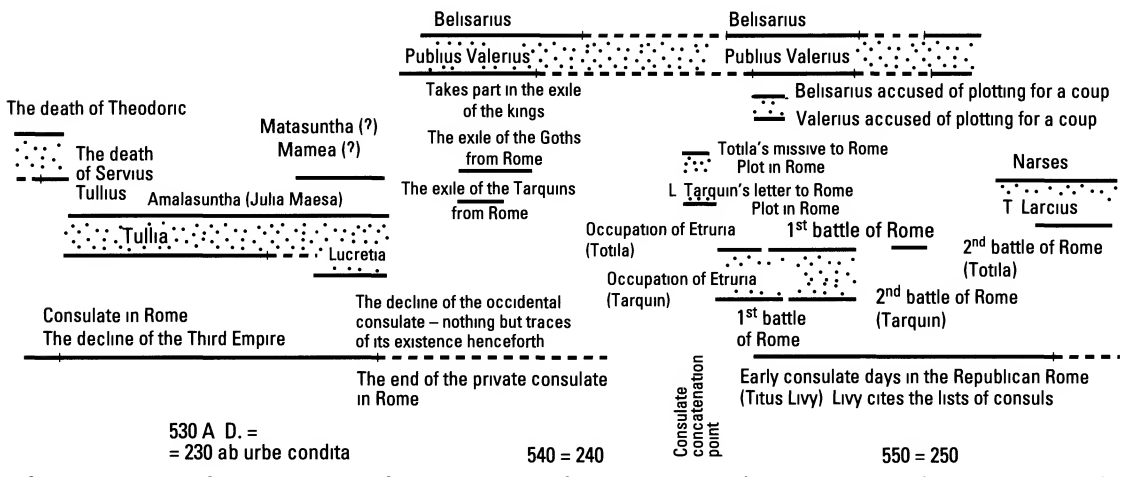 Belisarius
Belisarius
Publius Valerius
Publius Valerius
Takes part in the exile
of the kings
Belisarius accused of plotting for a coup
Valerius accused of plotting for a coup
The death of Theodoric
The death
of Servius
Tullius
Matasuntha (?)
Mamea (?)
The exile of the Goths
from Rome
The exile of the Tarquins
from Rome
Totila's missive to Rome
Plot in Rome
L Tarquin's letter to Rome
Plot in Rome
Narses
T Larcius
Amalasuntha (Julia Maesa)
Tullia
Lucretia
Occupation of Etruria
(Totila)
1st battle of Rome
2nd battle of Rome
(Totila)
Occupation of Etruria
(Tarquin)
1st battle
of Rome
2nd battle of Rome
(Tarquin)
Consulate in Rome
The decline of the Third Empire
The decline of the occidental
consulate – nothing but traces
of its existence henceforth
The end of the private consulate
in Rome
Consulate
concatenation
point
Early consulate days in the Republican Rome
(Titus Livy) Livy cites the lists of consuls
530 A D. =
= 230 ab urbe condita
540 = 240
550 = 250